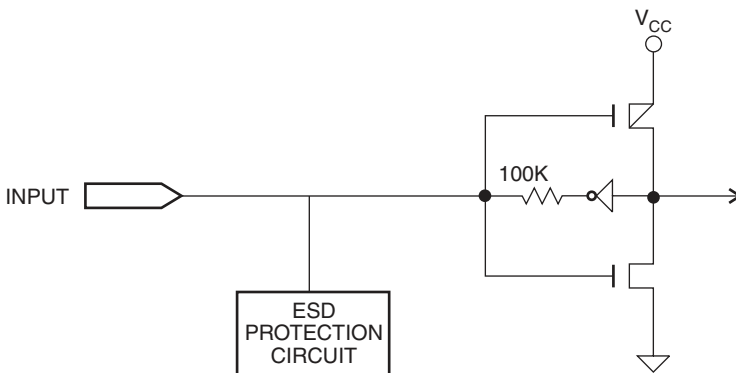 V_CC
100K
INPUT
ESD
PROTECTION
CIRCUIT